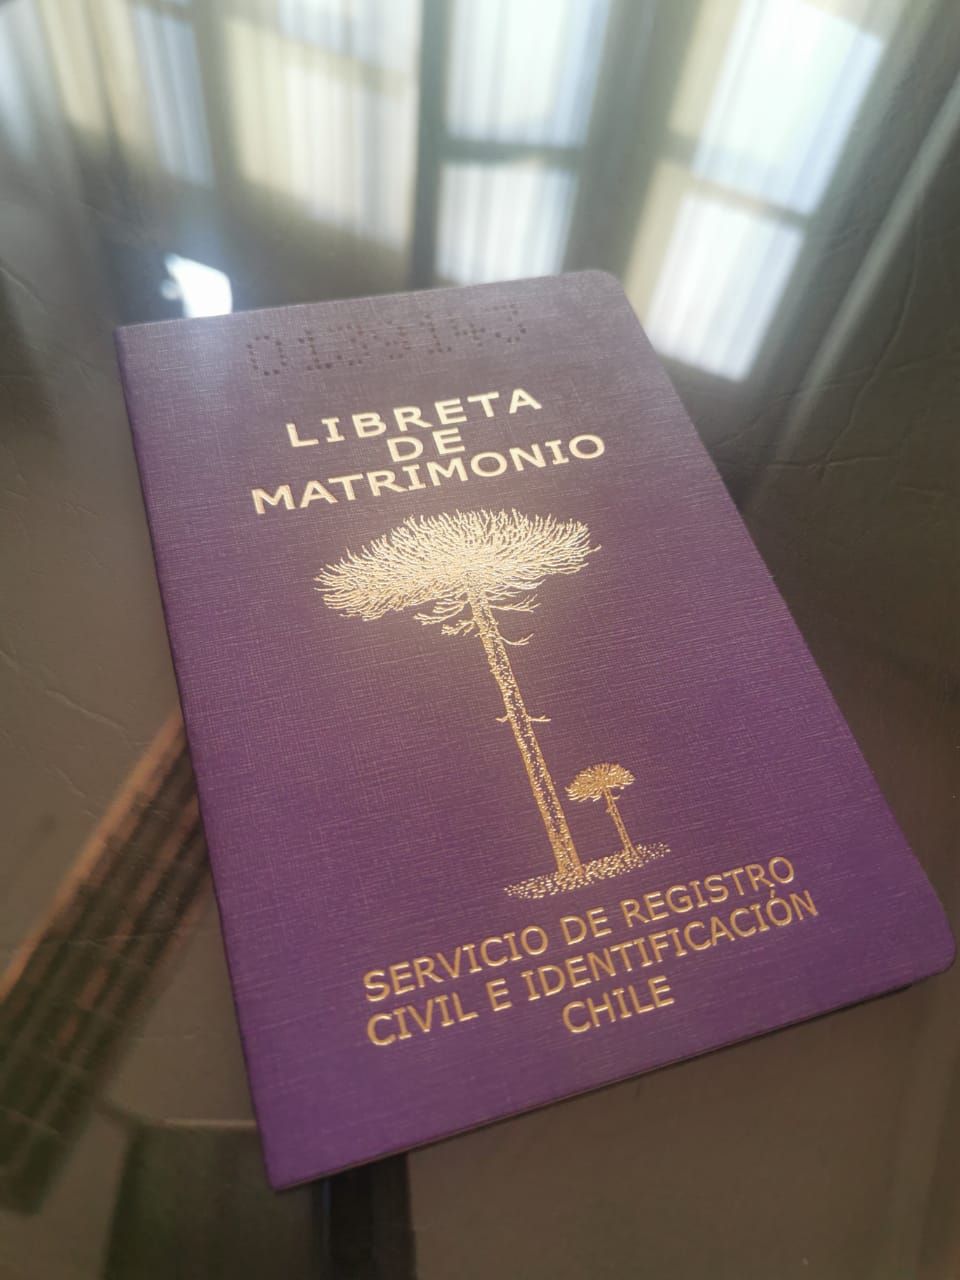 LIBRETA
DE
MATRIMONIO
SERVICIO DE REGISTRO
CIVIL E IDENTIFICACIÓN
CHILE